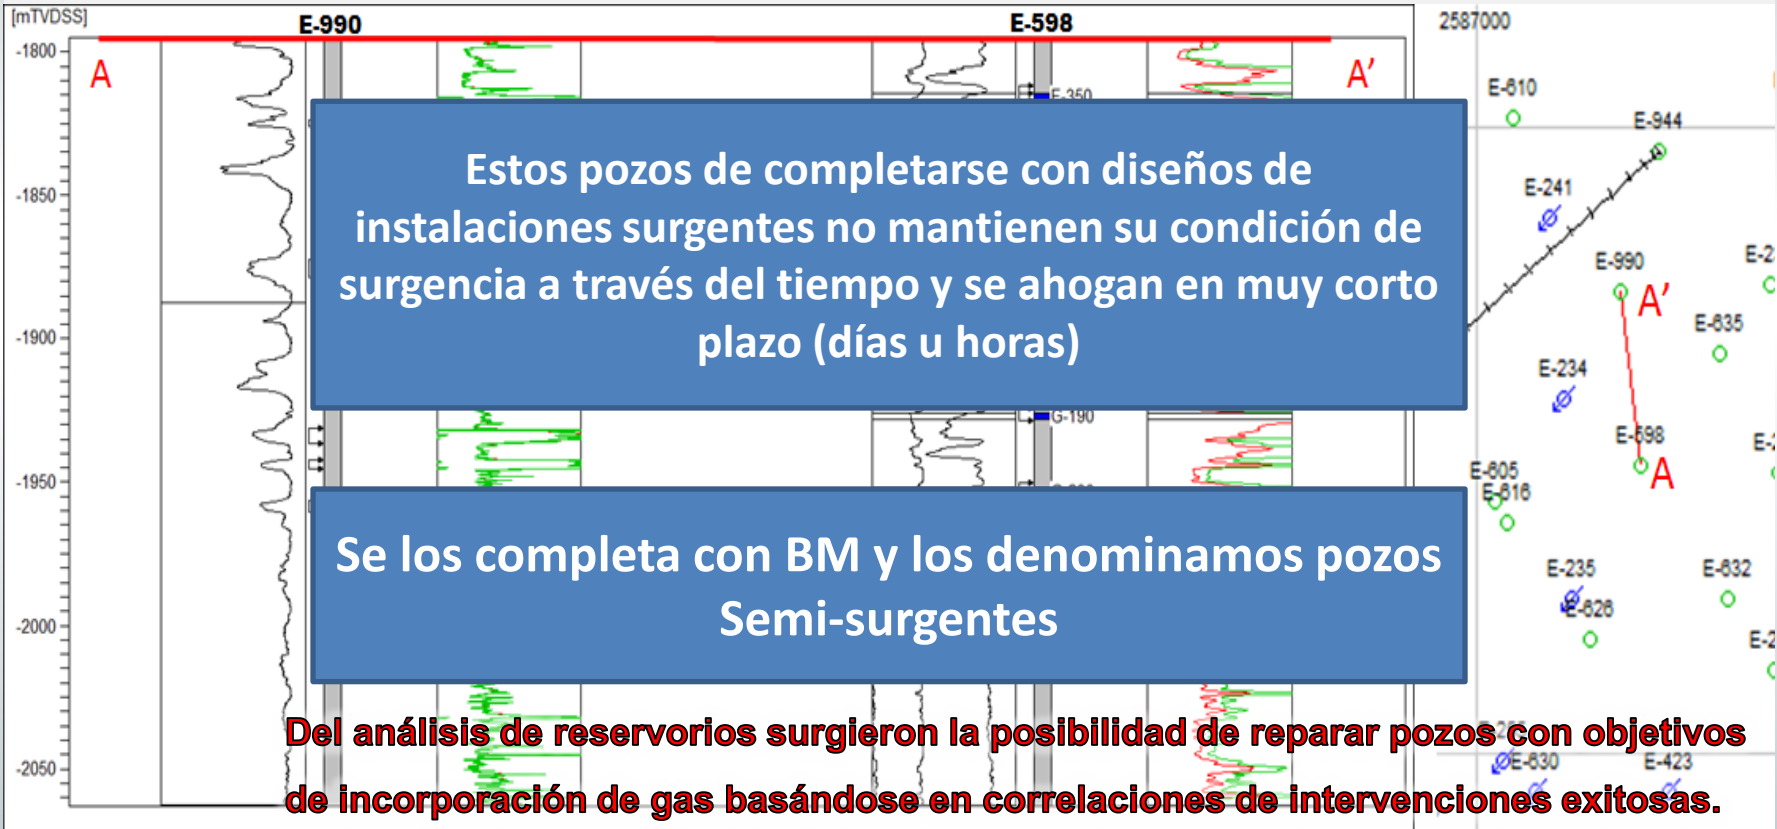 [mTVDSS]
E-990
E-598
2587000
-1800
A
A’
E-350
E-610
E-944
Estos pozos de completarse con diseños de
instalaciones surgentes no mantienen su condición de
surgencia a través del tiempo y se ahogan en muy corto
plazo (días u horas)
-1850
E-241
E-990
A’
-1900
E-635
E-234
G-190
E-598
A
-1950
E-605
E-616
Se los completa con BM y los denominamos pozos
Semi-surgentes
E-235
E-632
E-626
-2000
Del análisis de reservorios surgieron la posibilidad de reparar pozos con objetivos
de incorporación de gas basándose en correlaciones de intervenciones exitosas.
-2050
E-630
E-423